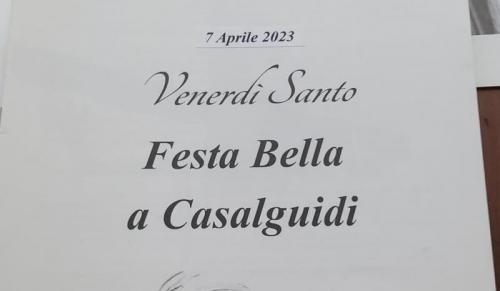 7 Aprile 2023
Venerdì Santo
Festa Bella
a Casalguidi